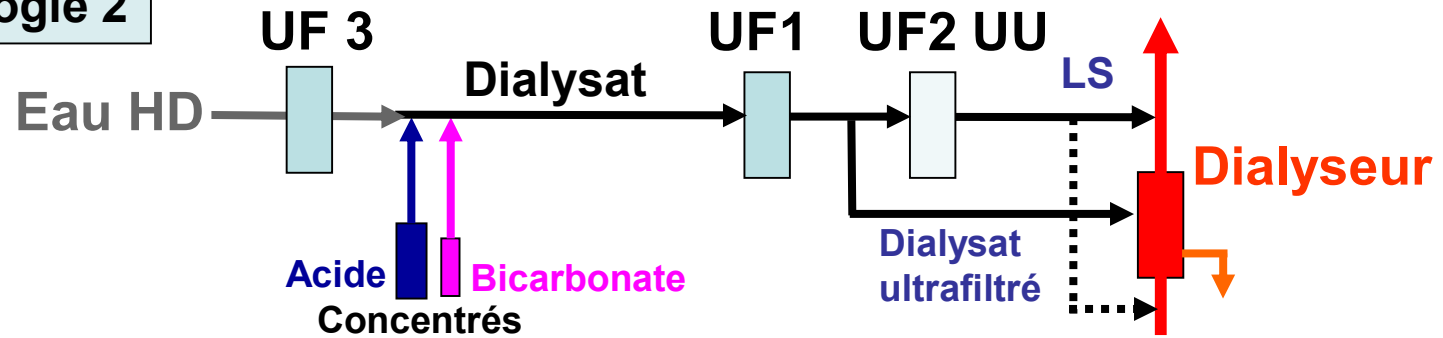 ogie 2
UF 3
UF1
UF2 UU
LS
Eau HD
Dialysat
Dialyseur
Acide
Bicarbonate
Concentrés
Dialysat
ultrafiltré